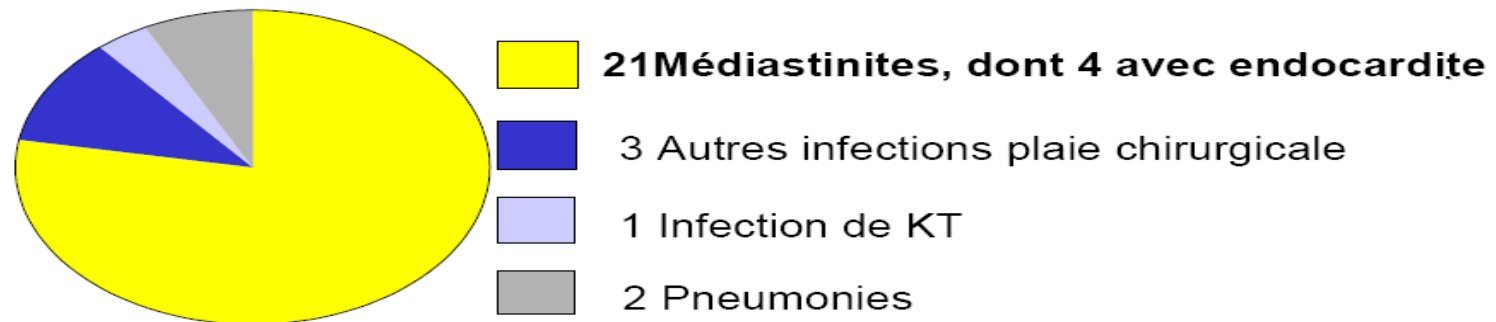 21Médiastinites, dont 4 avec endocardite
3 Autres infections plaie chirurgicale
1 Infection de KT
2 Pneumonies